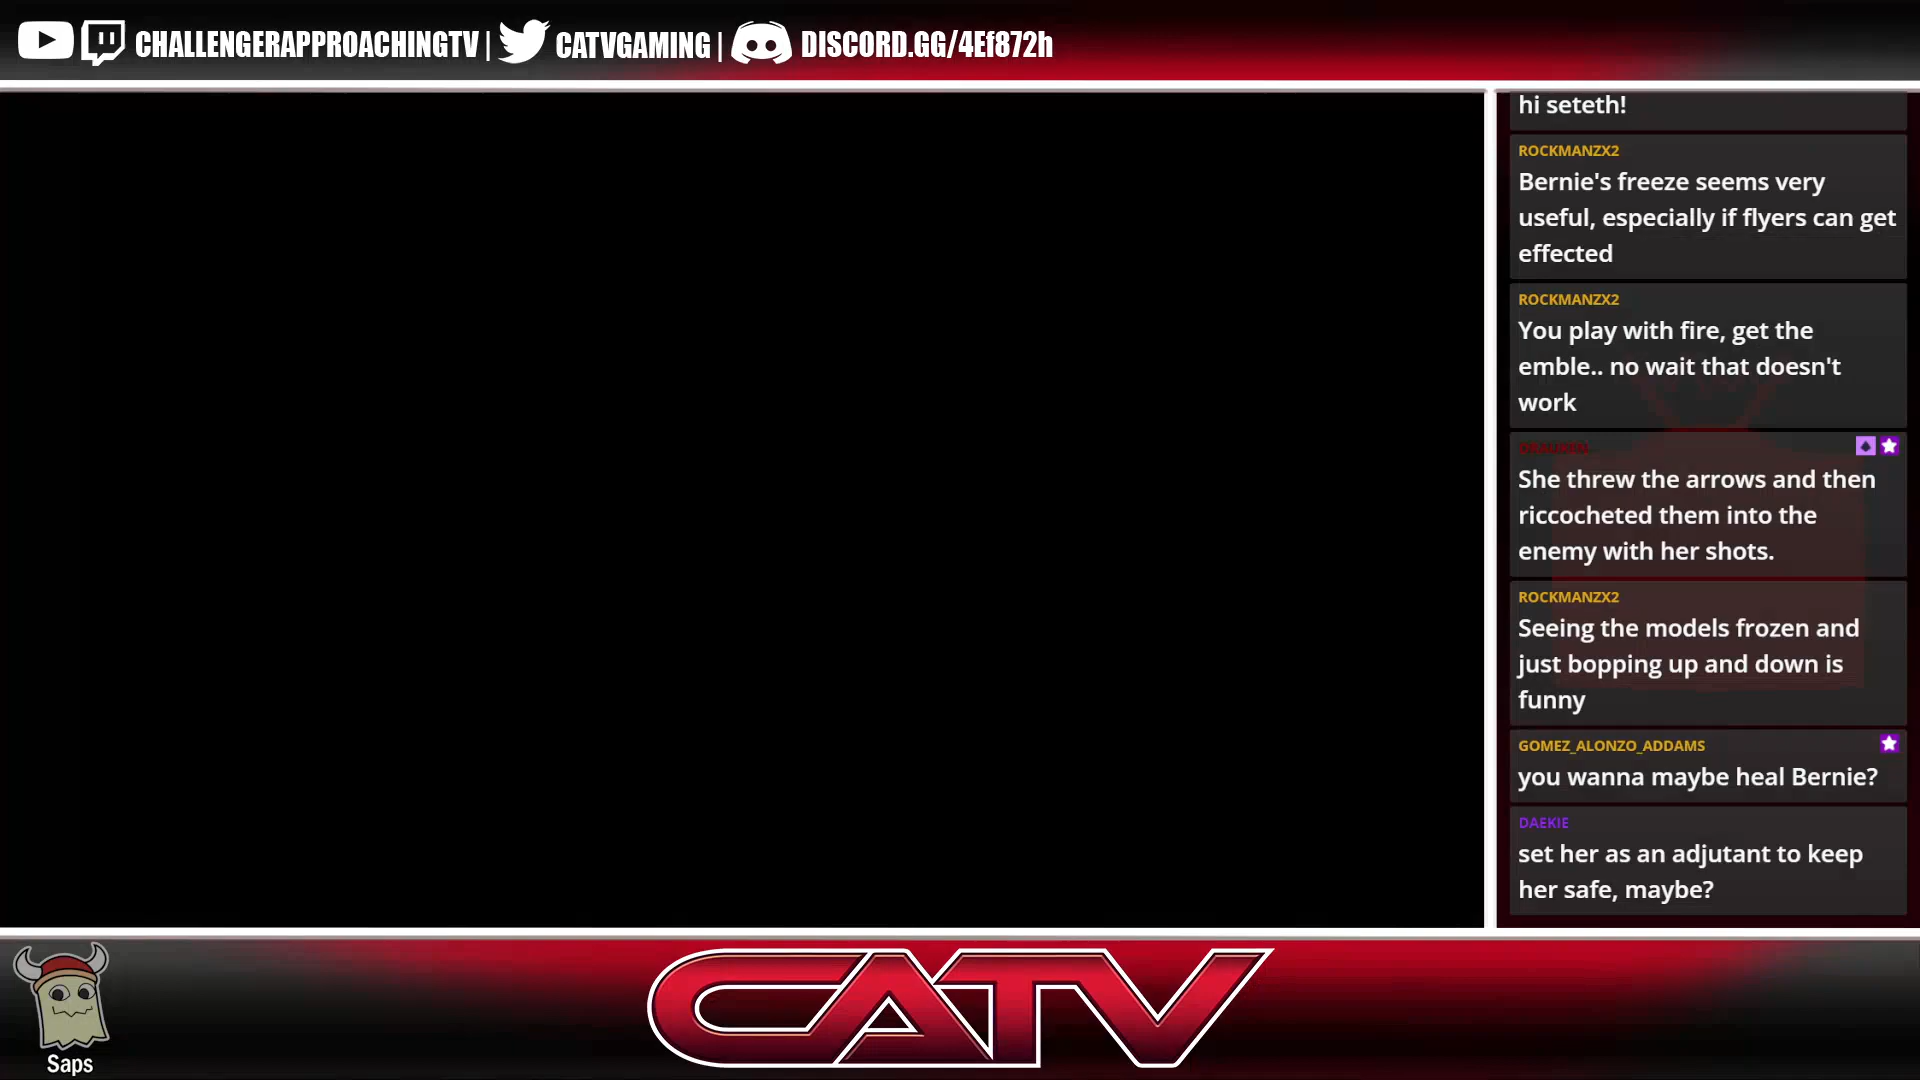 CHALLENGERAPPROACHINGTV | CATVGAMING | DISCORD.GG/4Ef872h
hi seteth!
ROCKMANZX2
Bernie's freeze seems very
useful, especially if flyers can get
effected
ROCKMANZX2
You play with fire, get the
emble.. no wait that doesn't
work
She threw the arrows and then
riccocheted them into the
enemy with her shots.
ROCKMANZX2
Seeing the models frozen and
just bopping up and down is
funny
GOMEZ_ALONZO_ADDAMS
you wanna maybe heal Bernie?
DAEKIE
set her as an adjutant to keep
her safe, maybe?
CATV
Saps